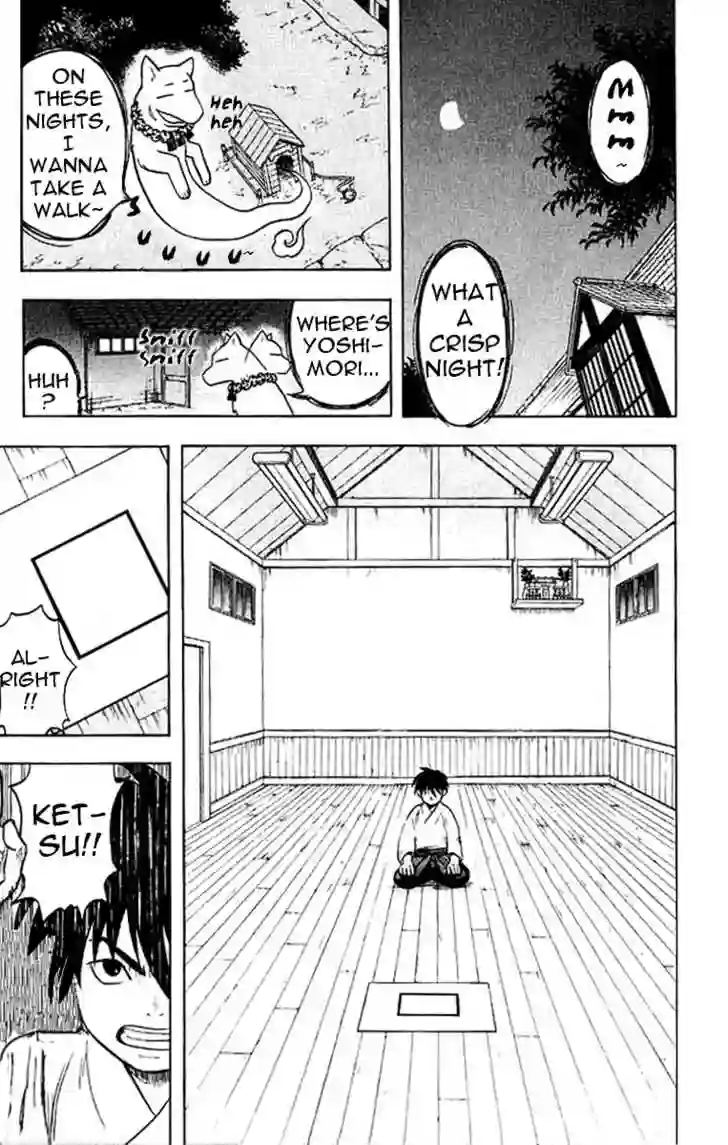 Mmm~
WHAT
A
CRISP
NIGHT!
ON
THESE
NIGHTS,
I
WANNA
TAKE A
WALK~
Heh
heh
WHERE'S
YOSHI-
MORI...
Sniff
Sniff
HUH
?
AL-
RIGHT
!!
KET-
SU!!